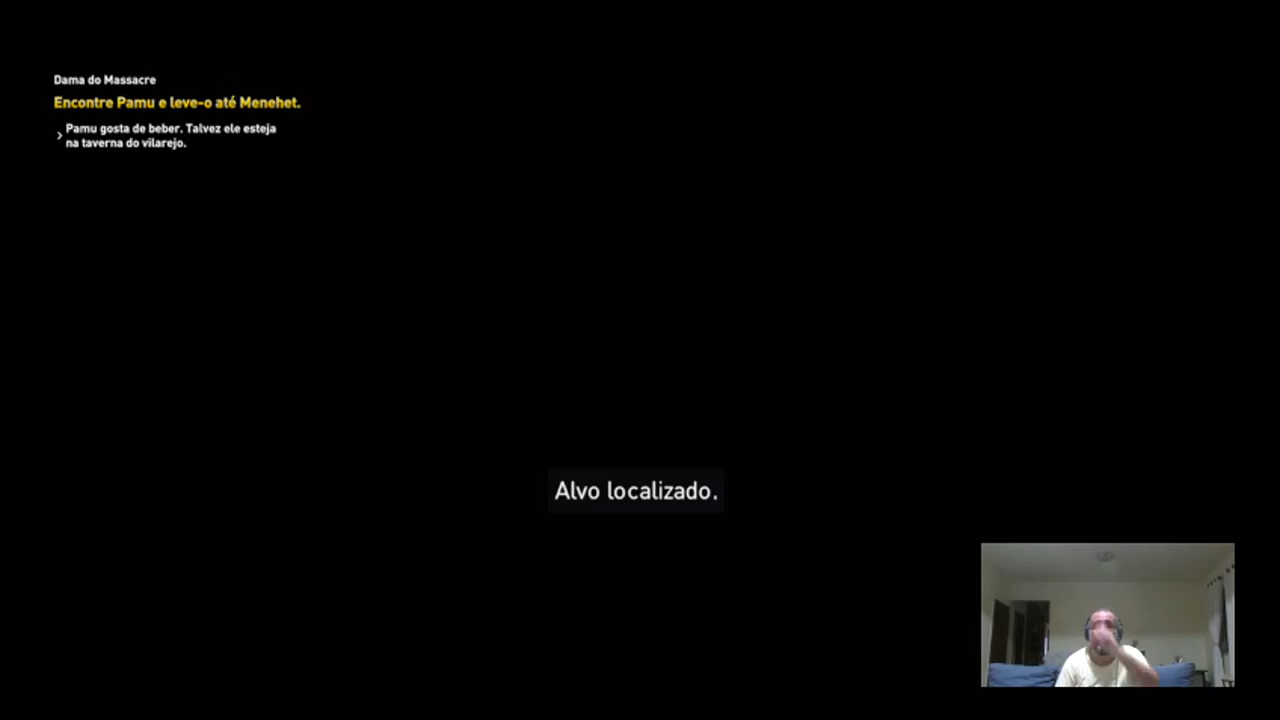 Dama do Massacre
Encontre Pamu e leve-o até Menehet.
Pamu gosta de beber. Talvez ele esteja
na taverna do vilarejo.
Alvo localizado.